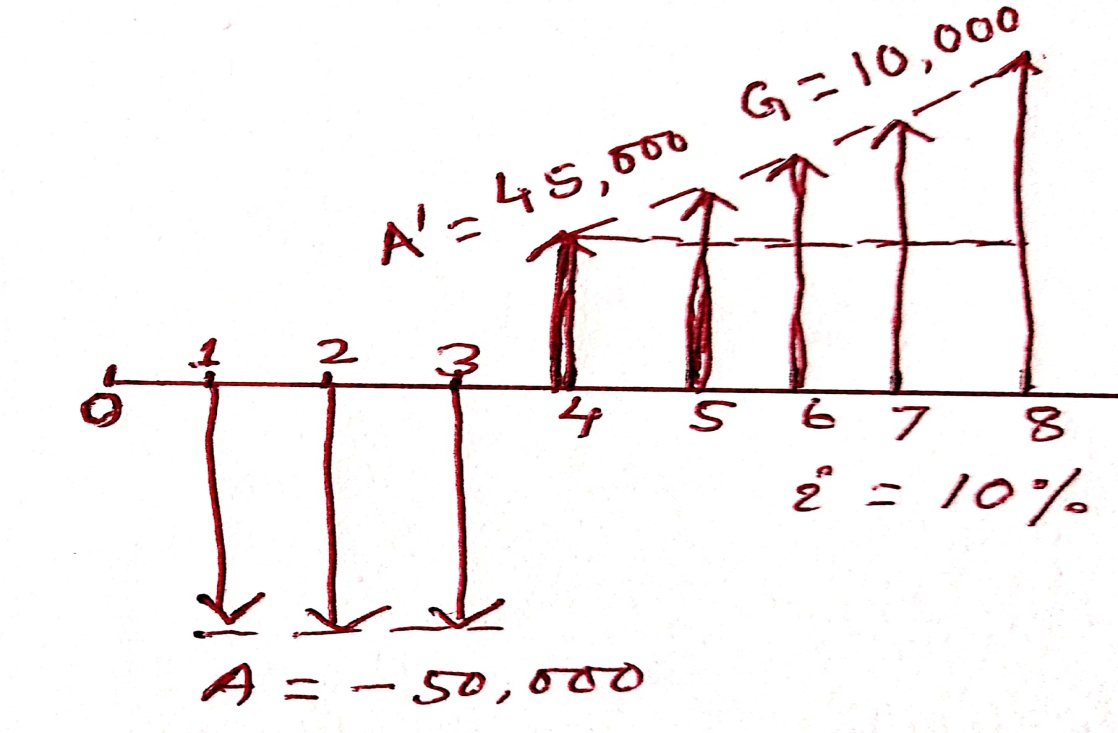 G = 10,000
A' = 45,000
0 1 2 3 4 5 6 7 8
i = 10%
A = - 50,000